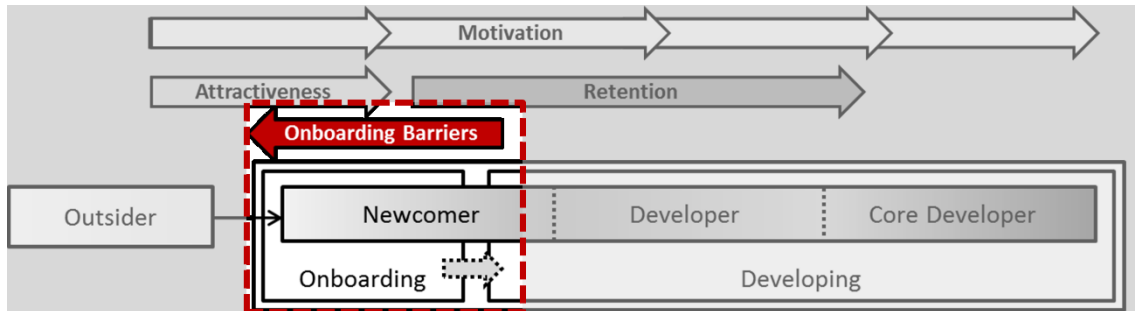 Motivation
Attractiveness
Retention
Onboarding Barriers
Outsider
Newcomer
Developer
Core Developer
Onboarding
Developing